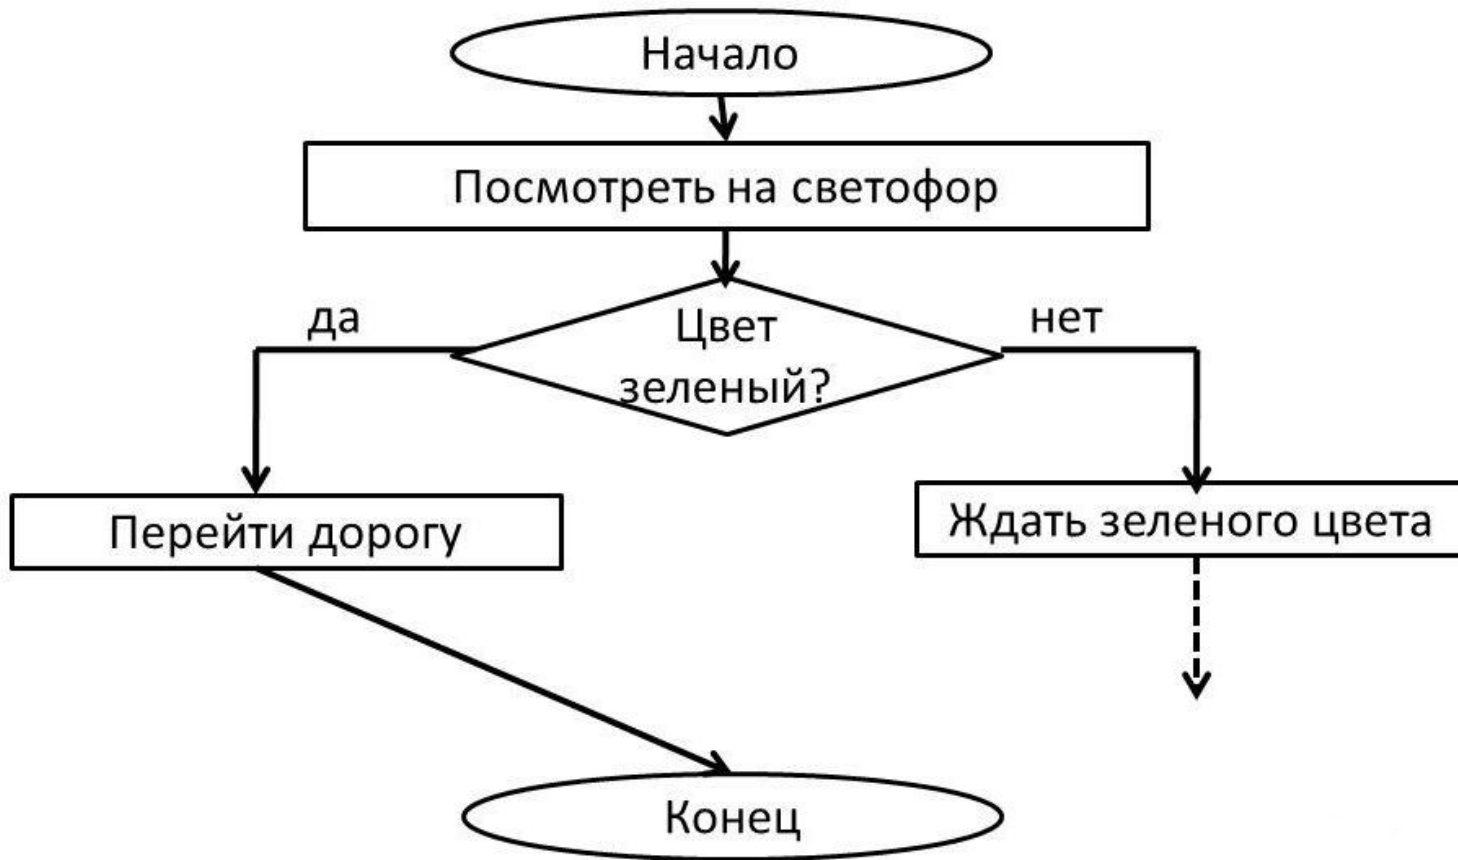 Начало
Посмотреть на светофор
да
Цвет
зеленый?
нет
Перейти дорогу
Ждать зеленого цвета
Конец